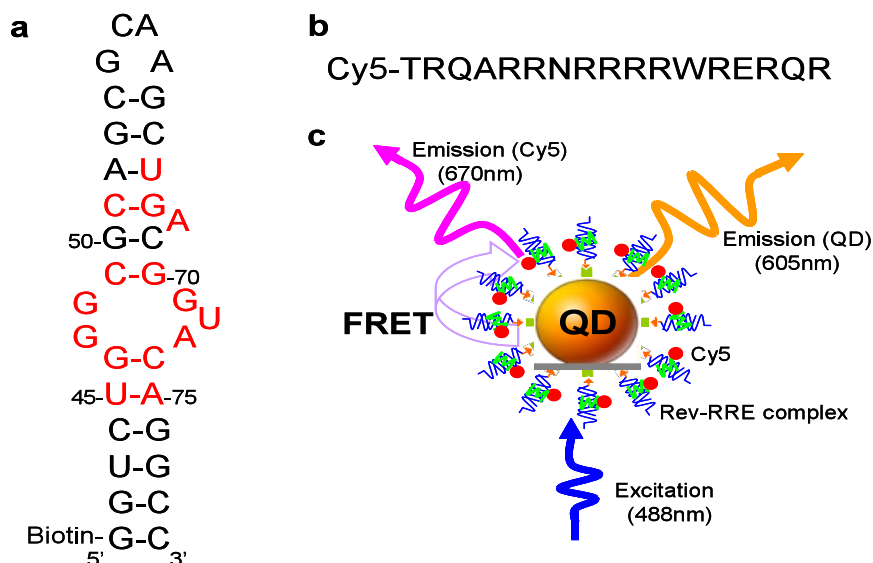 a
CA
G A
C-G
G-C
A-U
C-G
A
50-G-C
C-G-70
G G
U
G A
G-C
45-U-A-75
C-G
U-G
G-C
Biotin-G-C
5' 3'
b
Cy5-TRQARRNRRRRWRERQR
c
Emission (Cy5)
(670nm)
Emission (QD)
(605nm)
FRET
QD
Cy5
Rev-RRE complex
Excitation
(488nm)